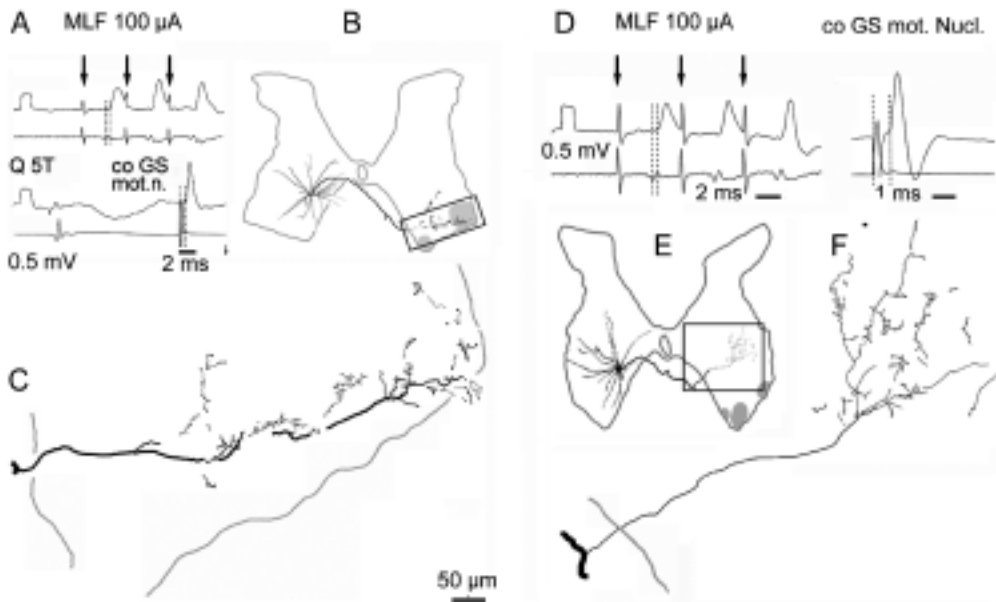 A
MLF 100 µA
B
Q 5T
co GS
mot.n.
0.5 mV
2 ms
C
50 µm
D
MLF 100 µA
co GS mot. Nucl.
0.5 mV
2 ms
1 ms
E
F